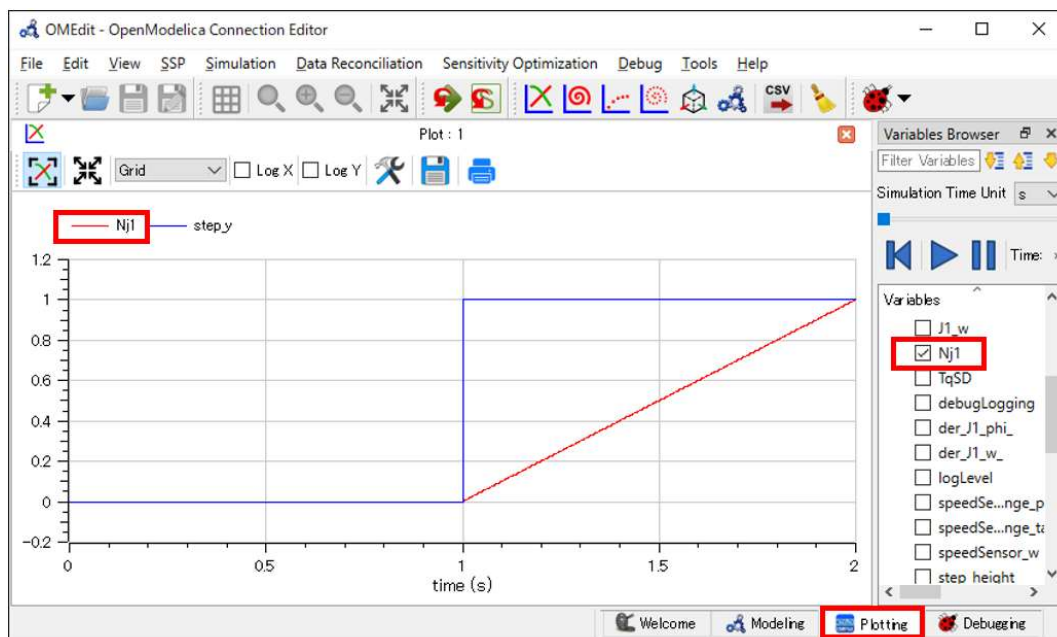 OMEdit - OpenModelica Connection Editor
File Edit View SSP Simulation Data Reconciliation Sensitivity Optimization Debug Tools Help
CSV
Plot : 1
Grid Log X Log Y
Nj1 step_y
1.2
1
0.8
0.6
0.4
0.2
0
-0.2
0 0.5 1 1.5 2
time (s)
Variables Browser
Filter Variables
Simulation Time Unit s
Time:
Variables
J1_w
Nj1
TqSD
debugLogging
der_J1_phi_
der_J1_w_
logLevel
speedSe...nge_p
speedSe...nge_ta
speedSensor_w
step_height
Welcome Modeling Plotting Debugging